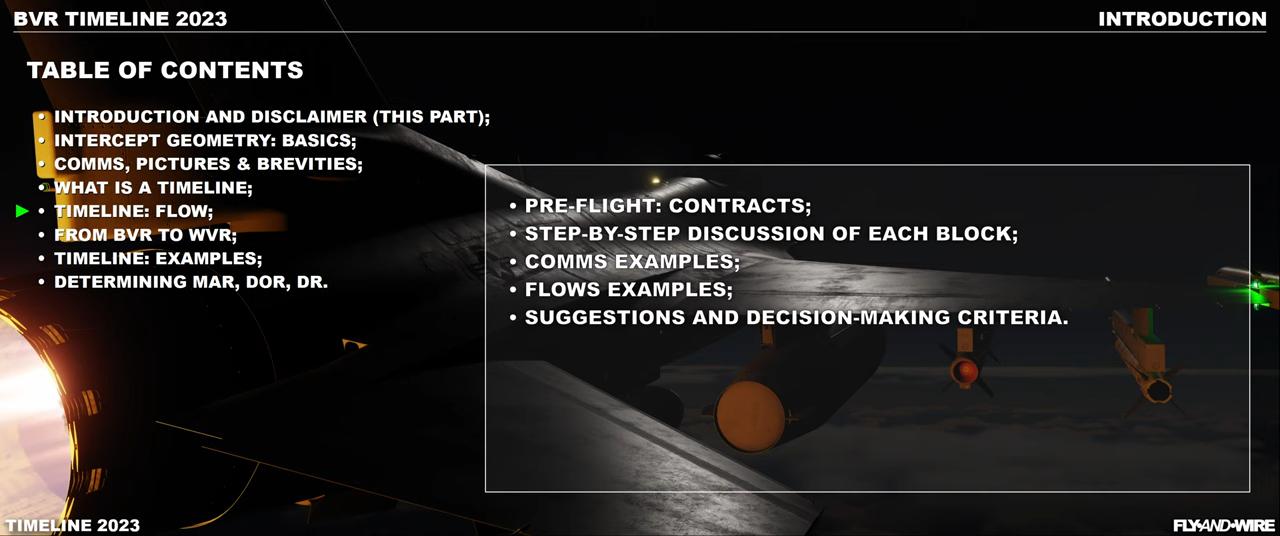 BVR TIMELINE 2023
INTRODUCTION
TABLE OF CONTENTS
• INTRODUCTION AND DISCLAIMER (THIS PART);
• INTERCEPT GEOMETRY: BASICS;
• COMMS, PICTURES & BREVITIES;
• WHAT IS A TIMELINE;
• TIMELINE: FLOW;
• FROM BVR TO WVR;
• TIMELINE: EXAMPLES;
• DETERMINING MAR, DOR, DR.
• PRE-FLIGHT: CONTRACTS;
• STEP-BY-STEP DISCUSSION OF EACH BLOCK;
• COMMS EXAMPLES;
• FLOWS EXAMPLES;
• SUGGESTIONS AND DECISION-MAKING CRITERIA.
TIMELINE 2023
FLY-AND-WIRE